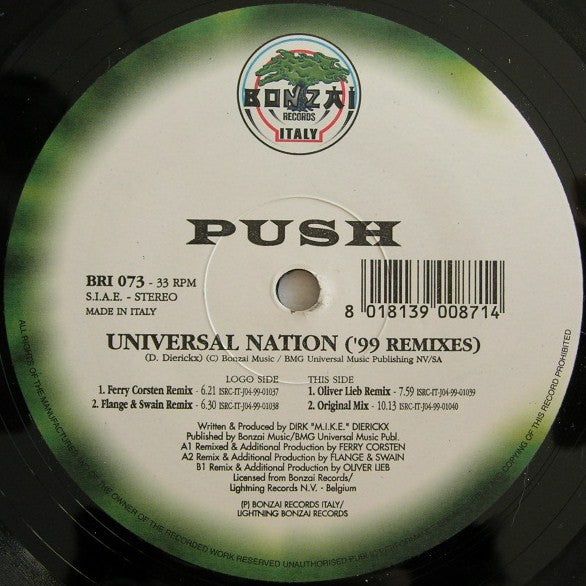 BONZAI
RECORDS
ITALY
PUSH
BRI 073 - 33 RPM
S.I.A.E. - STEREO
MADE IN ITALY
8 018139 008714
UNIVERSAL NATION ('99 REMIXES)
(D. Dierickx) (C) Bonzai Music / BMG Universal Music Publishing NV/SA
LOGO SIDE
1. Ferry Corsten Remix - 6.21 ISRC-IT-J04-99-01037
2. Flange & Swain Remix - 6.30 ISRC-IT-J04-99-01038
THIS SIDE
1. Oliver Lieb Remix - 7.59 ISRC-IT-J04-99-01039
2. Original Mix - 10.13 ISRC-IT-J04-99-01040
Written & Produced by DIRK "M.I.K.E." DIERICKX
Published by Bonzai Music/BMG Universal Music Publ.
A1 Remixed & Additional Production by FERRY CORSTEN
A2 Remix & Additional Production by FLANGE & SWAIN
B1 Remix & Additional Production by OLIVER LIEB
Licensed from Bonzai Records/
Lightning Records N.V. - Belgium
(P) BONZAI RECORDS ITALY/
LIGHTNING BONZAI RECORDS
ALL RIGHTS OF THE MANUFACTURER AND OF THE OWNER OF THE RECORDED WORK RESERVED UNAUTHORISED PUBLIC COPYING OF THIS RECORD PROHIBITED